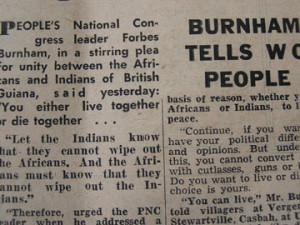 PEOPLE'S National Con-
gress leader Forbes
Burnham, in a stirring plea
for unity between the Afri-
cans and Indians of British
Guiana, said yesterday:
"You either live together
or die together . . .
"Let the Indians know
that they cannot wipe out
the Africans. And the Afri-
cans must know that they
cannot wipe out the In-
dians."
"Therefore, urged the PNC
leader when he addressed a
BURNHAM
TELLS WO
PEOPLE
basis of reason, whether y
Africans or Indians, to
peace.
"Continue, if you wan
have your political differ
and opinions. But under
this, you cannot convert
with cutlasses, guns or
Do you want to live or di
choice is yours.
"You can live," Mr. Bu
told villagers at Verge
Stewartville, Casbah, at